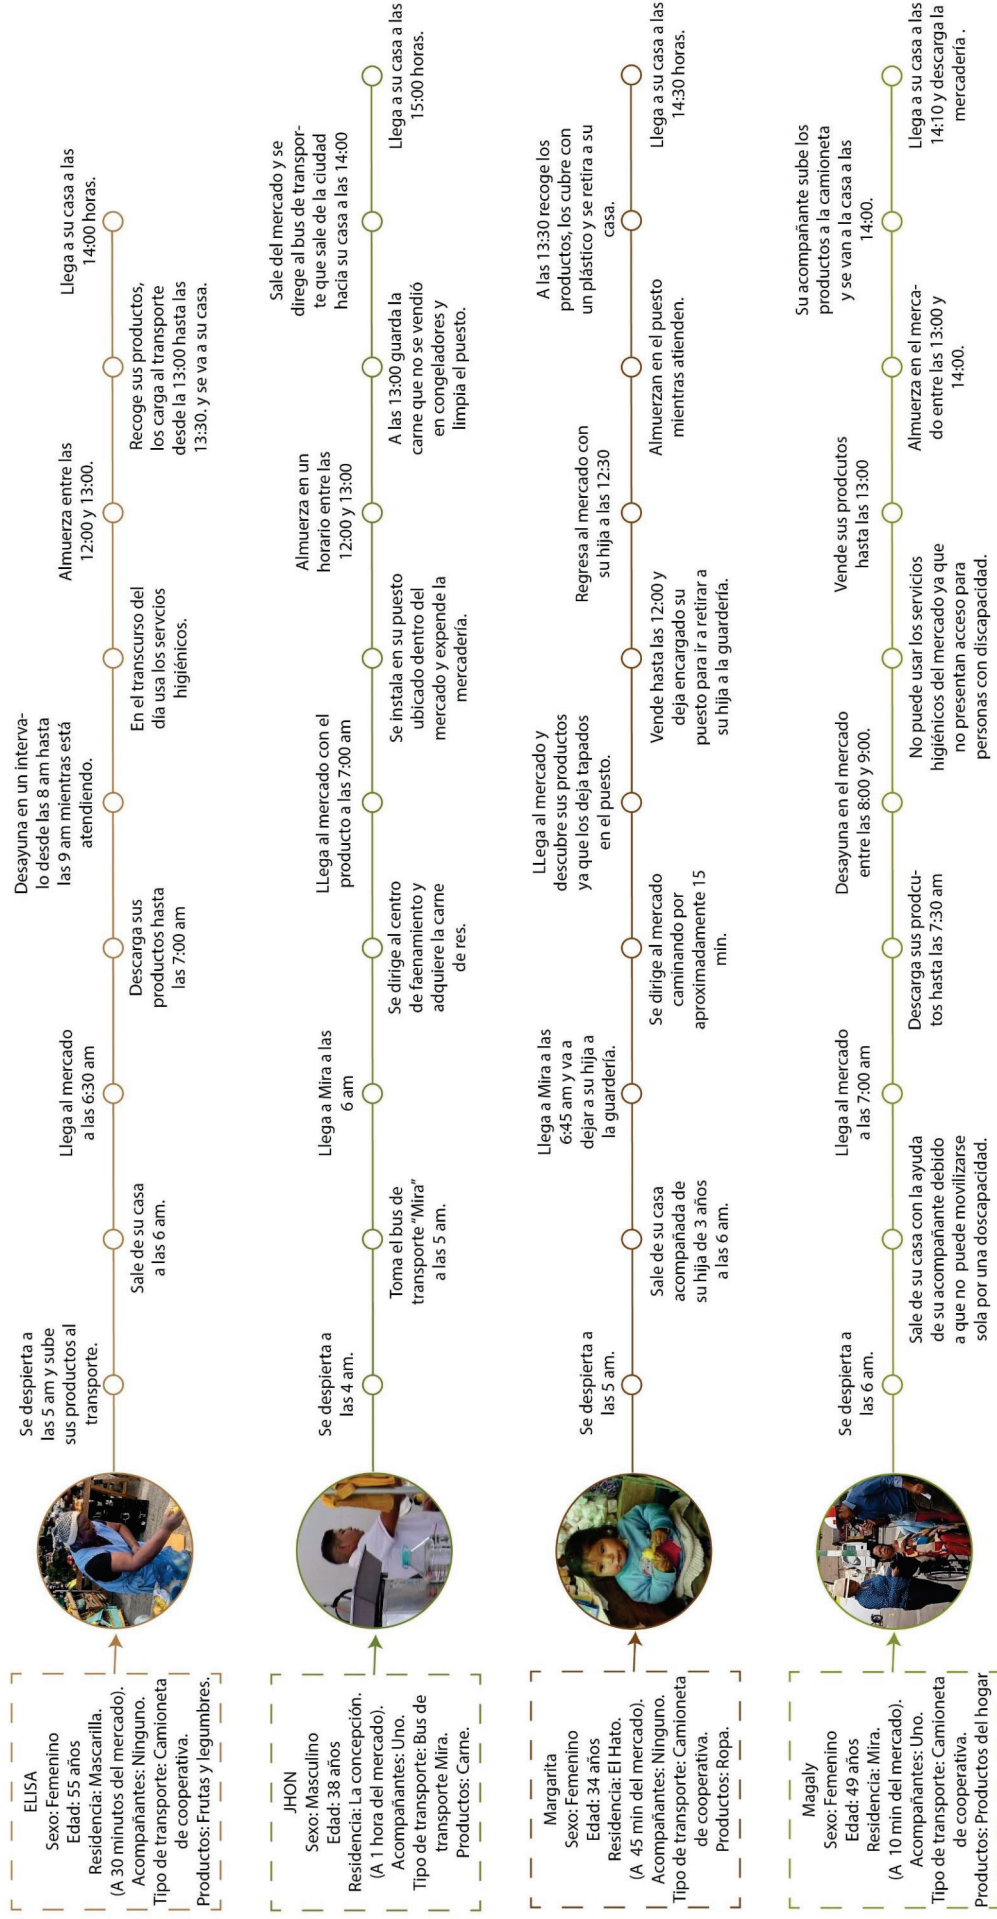 ELISA
Sexo: Femenino
Edad: 55 años
Residencia: Mascarilla.
(A 30 minutos del mercado).
Acompañantes: Ninguno.
Tipo de transporte: Camioneta
de cooperativa.
Productos: Frutas y legumbres.
Se despierta a
las 5 am y sube
sus productos al
transporte.
Sale de su casa
a las 6 am.
Llega al mercado
a las 6:30 am
Descarga sus
productos hasta
las 7:00 am
Desayuna en un interva-
lo desde las 8 am hasta
las 9 am mientras está
atendiendo.
En el transcurso del
día usa los servcios
higiénicos.
Almuerza entre las
12:00 y 13:00.
Recoge sus productos,
los carga al transporte
desde la 13:00 hasta las
13:30. y se va a su casa.
Llega a su casa a las
14:00 horas.
JHON
Sexo: Masculino
Edad: 38 años
Residencia: La concepción.
(A 1 hora del mercado).
Acompañantes: Uno.
Tipo de transporte: Bus de
transporte Mira.
Productos: Carne.
Se despierta a
las 4 am.
Toma el bus de
transporte "Mira"
a las 5 am.
Llega a Mira a las
6 am
Se dirige al centro
de faenamiento y
adquiere la carne
de res.
LLega al mercado con el
producto a las 7:00 am
Se instala en su puesto
ubicado dentro del
mercado y expende la
mercadería.
Almuerza en un
horario entre las
12:00 y 13:00
A las 13:00 guarda la
carne que no se vendió
en congeladores y
limpia el puesto.
Sale del mercado y se
direge al bus de transpor-
te que sale de la ciudad
hacia su casa a las 14:00
Llega a su casa a las
15:00 horas.
Margarita
Sexo: Femenino
Edad: 34 años
Residencia: El Hato.
(A 45 min del mercado).
Acompañantes: Ninguno.
Tipo de transporte: Camioneta
de cooperativa.
Productos: Ropa.
Se despierta a
las 5 am.
Sale de su casa
acompañada de
su hija de 3 años
a las 6 am.
Llega a Mira a las
6:45 am y va a
dejar a su hija a
la guardería.
Se dirige al mercado
caminando por
aproximadamente 15
min.
LLega al mercado y
descubre sus productos
ya que los deja tapados
en el puesto.
Vende hasta las 12:00 y
deja encargado su
puesto para ir a retirar a
su hija a la guardería.
Regresa al mercado con
su hija a las 12:30
Almuerzan en el puesto
mientras atienden.
A las 13:30 recoge los
productos, los cubre con
un plástico y se retira a su
casa.
Llega a su casa a las
14:30 horas.
Magaly
Sexo: Femenino
Edad: 49 años
Residencia: MIra.
(A 10 min del mercado).
Acompañantes: Uno.
Tipo de transporte: Camioneta
de cooperativa.
Productos: Productos del hogar
Se despierta a
las 6 am.
Sale de su casa con la ayuda
de su acompañante debido
a que no puede movilizarse
sola por una doscapacidad.
Llega al mercado
a las 7:00 am
Descarga sus prodcu-
tos hasta las 7:30 am
Desayuna en el mercado
entre las 8:00 y 9:00.
No puede usar los servicios
higiénicos del mercado ya que
no presentan acceso para
personas con discapacidad.
Vende sus prodcutos
hasta las 13:00
Almuerza en el merca-
do entre las 13:00 y
14:00.
Su acompañante sube los
productos a la camioneta
y se van a la casa a las
14:00.
Llega a su casa a las
14:10 y descarga la
mercadería .